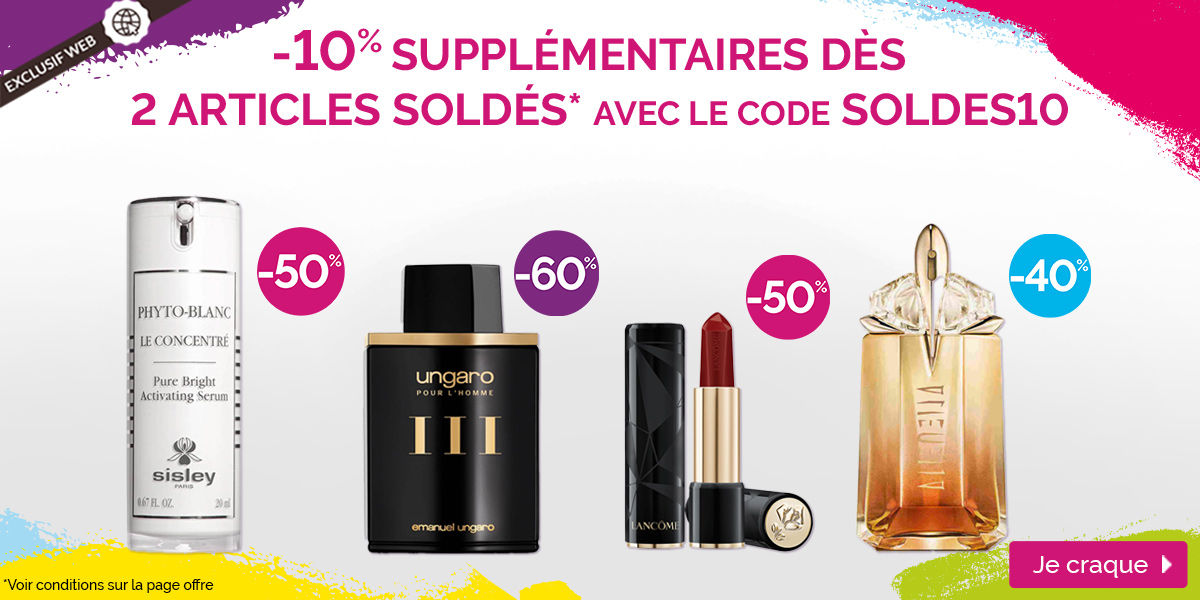 EXCLUSIF WEB
-10% SUPPLÉMENTAIRES DÈS
2 ARTICLES SOLDÉS* AVEC LE CODE SOLDES10
-50%
PHYTO-BLANC
LE CONCENTRÉ
Pure Bright
Activating Serum
sisley
PARIS
0.67 FL. OZ. 20 ml
-60%
ungaro
POUR L'HOMME
III
emanuel ungaro
-50%
LANCÔME
-40%
Je craque
*Voir conditions sur la page offre